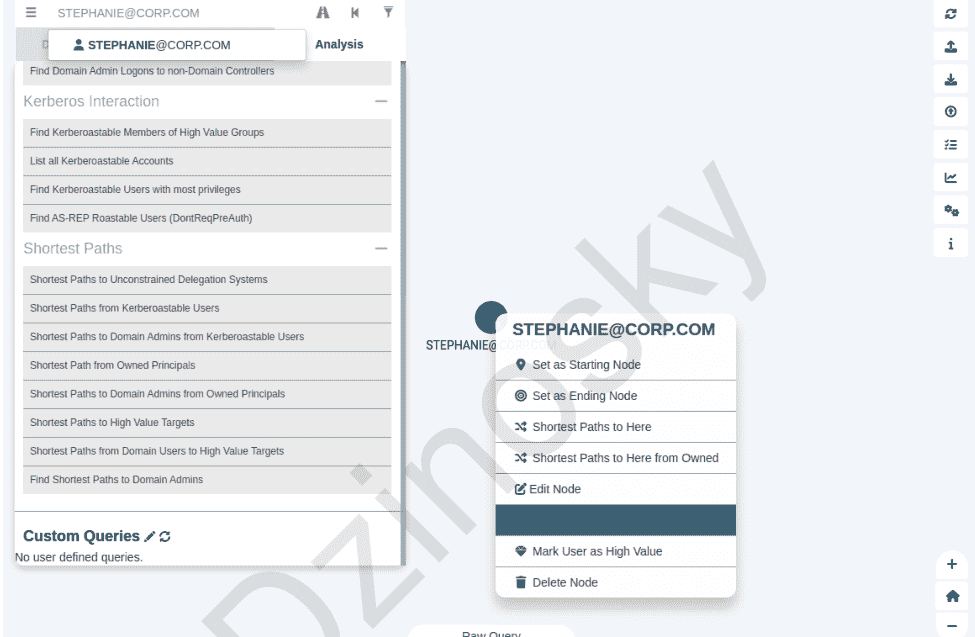 STEPHANIE@CORP.COM
STEPHANIE@CORP.COM
Analysis
Find Domain Admin Logons to non-Domain Controllers
Kerberos Interaction
Find Kerberoastable Members of High Value Groups
List all Kerberoastable Accounts
Find Kerberoastable Users with most privileges
Find AS-REP Roastable Users (DontReqPreAuth)
Shortest Paths
Shortest Paths to Unconstrained Delegation Systems
Shortest Paths from Kerberoastable Users
Shortest Paths to Domain Admins from Kerberoastable Users
Shortest Path from Owned Principals
Shortest Paths to Domain Admins from Owned Principals
Shortest Paths to High Value Targets
Shortest Paths from Domain Users to High Value Targets
Find Shortest Paths to Domain Admins
Custom Queries
No user defined queries.
STEPHANIE@CORP.COM
STEPHANIE@CORP.COM
Set as Starting Node
Set as Ending Node
Shortest Paths to Here
Shortest Paths to Here from Owned
Edit Node
Mark User as High Value
Delete Node
Raw Query
Dzinosky